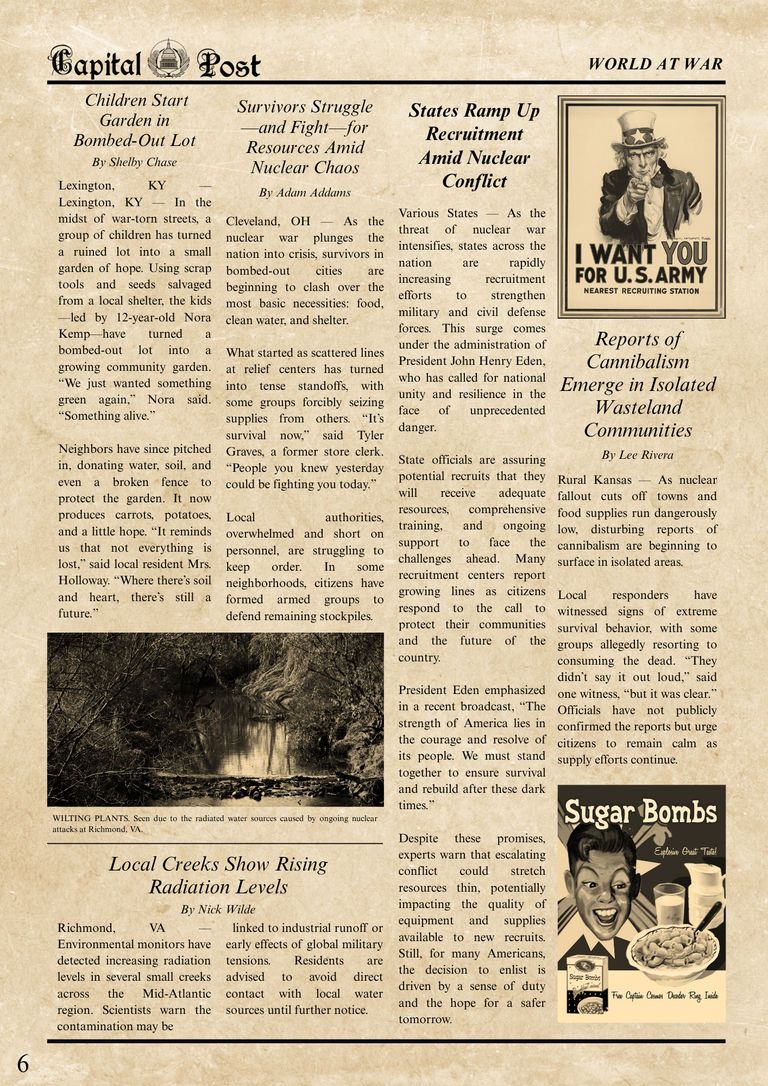 Capital Post
WORLD AT WAR
Children Start
Garden in
Bombed-Out Lot
By Shelby Chase
Lexington, KY —
Lexington, KY — In the
midst of war-torn streets, a
group of children has turned
a ruined lot into a small
garden of hope. Using scrap
tools and seeds salvaged
from a local shelter, the kids
—led by 12-year-old Nora
Kemp—have turned a
bombed-out lot into a
growing community garden.
“We just wanted something
green again,” Nora said.
“Something alive.”
Neighbors have since pitched
in, donating water, soil, and
even a broken fence to
protect the garden. It now
produces carrots, potatoes,
and a little hope. “It reminds
us that not everything is
lost,” said local resident Mrs.
Holloway. “Where there’s soil
and heart, there’s still a
future.”
Survivors Struggle
—and Fight—for
Resources Amid
Nuclear Chaos
By Adam Addams
Cleveland, OH — As the
nuclear war plunges the
nation into crisis, survivors in
bombed-out cities are
beginning to clash over the
most basic necessities: food,
clean water, and shelter.
What started as scattered lines
at relief centers has turned
into tense standoffs, with
some groups forcibly seizing
supplies from others. “It’s
survival now,” said Tyler
Graves, a former store clerk.
“People you knew yesterday
could be fighting you today.”
Local authorities,
overwhelmed and short on
personnel, are struggling to
keep order. In some
neighborhoods, citizens have
formed armed groups to
defend remaining stockpiles.
WILTING PLANTS. Seen due to the radiated water sources caused by ongoing nuclear
attacks at Richmond, VA.
Local Creeks Show Rising
Radiation Levels
By Nick Wilde
Richmond, VA —
Environmental monitors have
detected increasing radiation
levels in several small creeks
across the Mid-Atlantic
region. Scientists warn the
contamination may be
linked to industrial runoff or
early effects of global military
tensions. Residents are
advised to avoid direct
contact with local water
sources until further notice.
States Ramp Up
Recruitment
Amid Nuclear
Conflict
Various States — As the
threat of nuclear war
intensifies, states across the
nation are rapidly
increasing recruitment
efforts to strengthen
military and civil defense
forces. This surge comes
under the administration of
President John Henry Eden,
who has called for national
unity and resilience in the
face of unprecedented
danger.
State officials are assuring
potential recruits that they
will receive adequate
resources, comprehensive
training, and ongoing
support to face the
challenges ahead. Many
recruitment centers report
growing lines as citizens
respond to the call to
protect their communities
and the future of the
country.
President Eden emphasized
in a recent broadcast, “The
strength of America lies in
the courage and resolve of
its people. We must stand
together to ensure survival
and rebuild after these dark
times.”
Despite these promises,
experts warn that escalating
conflict could stretch
resources thin, potentially
impacting the quality of
equipment and supplies
available to new recruits.
Still, for many Americans,
the decision to enlist is
driven by a sense of duty
and the hope for a safer
tomorrow.
I WANT YOU
FOR U.S. ARMY
NEAREST RECRUITING STATION
Reports of
Cannibalism
Emerge in Isolated
Wasteland
Communities
By Lee Rivera
Rural Kansas — As nuclear
fallout cuts off towns and
food supplies run dangerously
low, disturbing reports of
cannibalism are beginning to
surface in isolated areas.
Local responders have
witnessed signs of extreme
survival behavior, with some
groups allegedly resorting to
consuming the dead. “They
didn’t say it out loud,” said
one witness, “but it was clear.”
Officials have not publicly
confirmed the reports but urge
citizens to remain calm as
supply efforts continue.
Sugar Bombs
Explosive Great Taste!
Sugar Bombs
Free Captain Cosmos Decoder Ring Inside
6